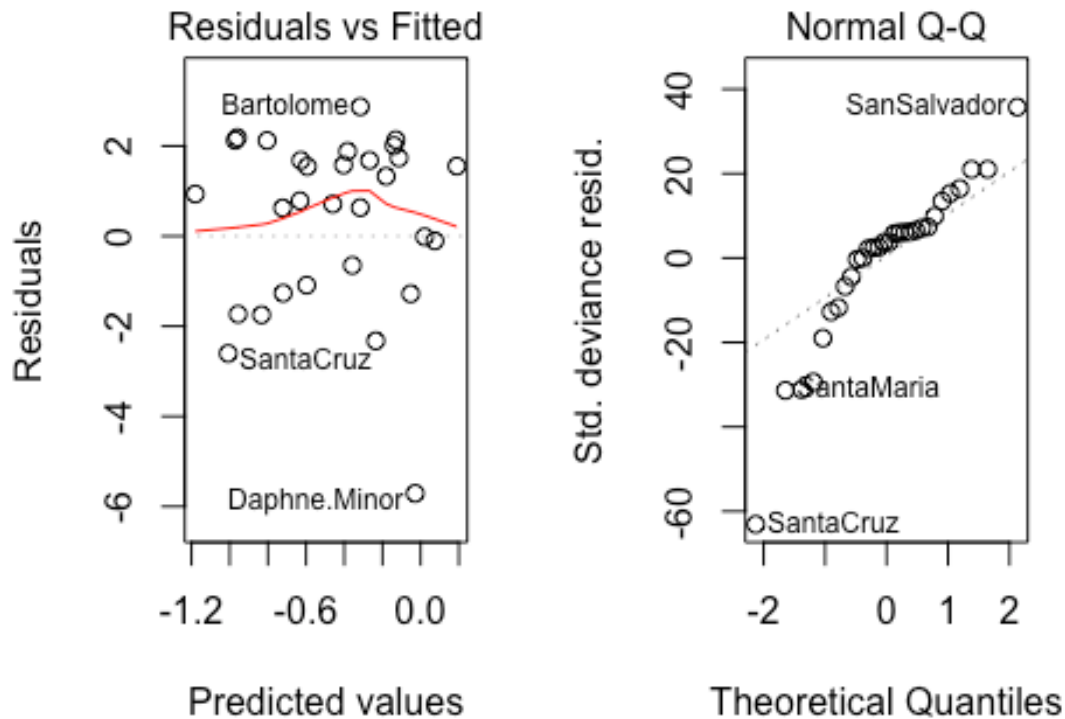 Residuals vs Fitted
Residuals
2
0
-2
-4
-6
Bartolome
SantaCruz
Daphne.Minor
-1.2
-0.6
0.0
Predicted values
Normal Q-Q
Std. deviance resid.
40
20
0
-20
-60
SanSalvador
SantaMaria
SantaCruz
-2
0
1
2
Theoretical Quantiles